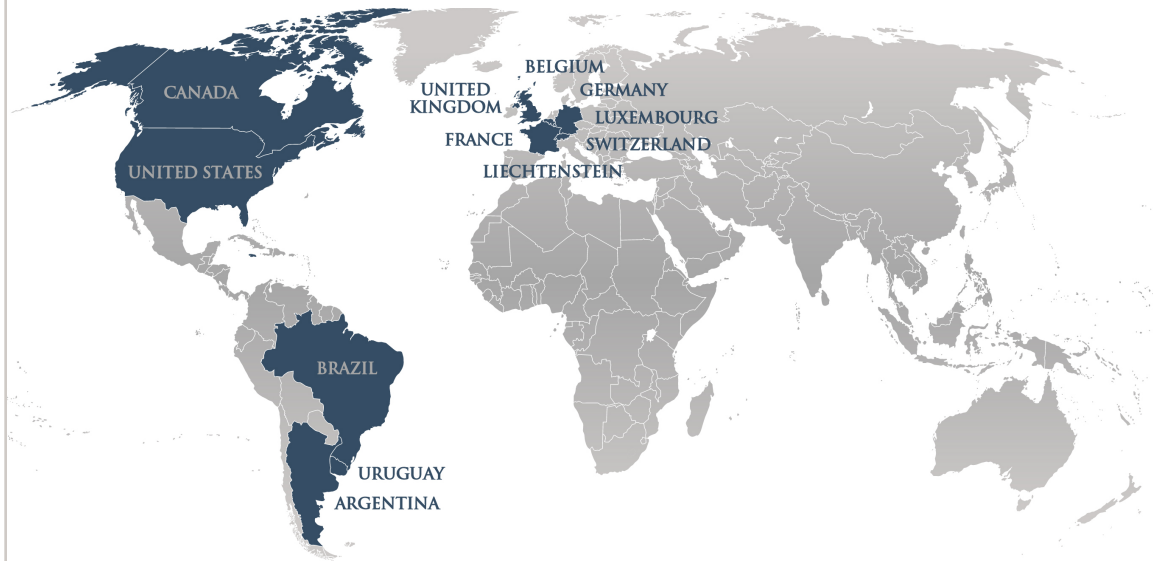 BELGIUM
UNITED
KINGDOM
GERMANY
CANADA
LUXEMBOURG
FRANCE
SWITZERLAND
UNITED STATES
LIECHTENSTEIN
BRAZIL
URUGUAY
ARGENTINA